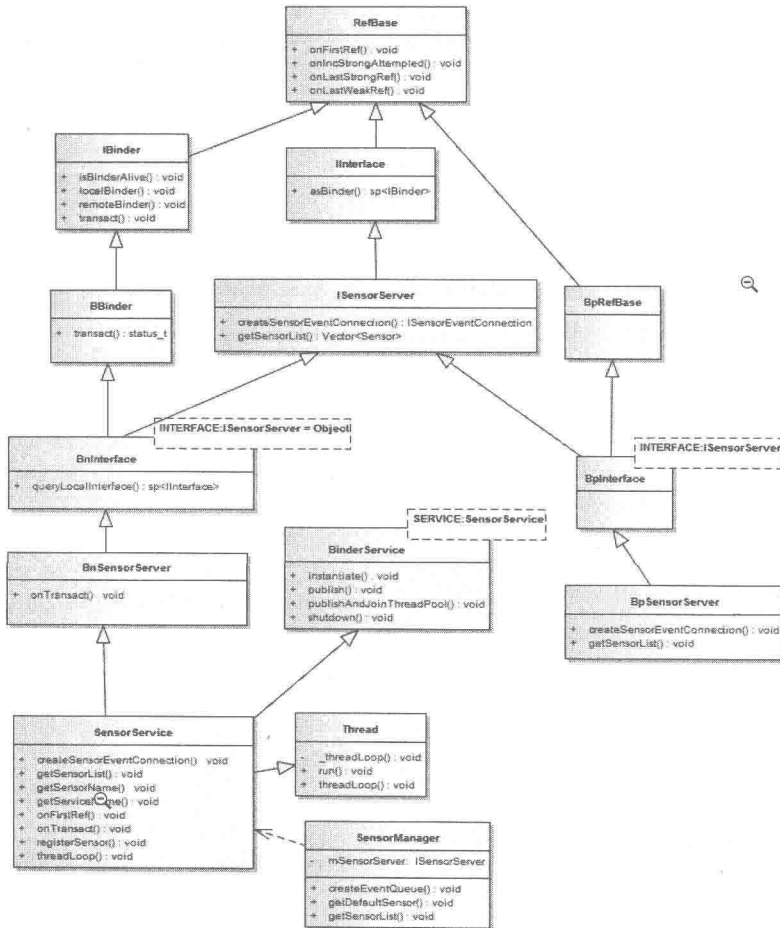 RefBase
+ onFirstRef() : void
+ onIncStrongAttempled() : void
+ onLastStrongRef() : void
+ onLastWeakRef() : void
IBinder
+ isBinderAlive() : void
+ localBinder() : void
+ remoteBinder() : void
+ transact() : void
IInterface
+ asBinder() : sp<IBinder>
BBinder
+ transact() : status_t
ISensorServer
+ createSensorEventConnection() : ISensorEventConnection
+ getSensorList() : Vector<Sensor>
BpRefBase
INTERFACE:ISensorServer = Object
BnInterface
+ queryLocalInterface() : sp<IInterface>
INTERFACE:ISensorServer
BpInterface
SERVICE:SensorService
BinderService
+ instantiate() : void
+ publish() : void
+ publishAndJoinThreadPool() : void
+ shutdown() : void
BnSensorServer
+ onTransact() : void
BpSensorServer
+ createSensorEventConnection() : void
+ getSensorList() : void
SensorService
+ createSensorEventConnection() : void
+ getSensorList() : void
+ getSensorName() : void
+ : void
+ onFirstRef() : void
+ onTransact() : void
+ registerSensor() : void
+ threadLoop() : void
Thread
- _threadLoop() : void
+ run() : void
+ threadLoop() : void
SensorManager
- mSensorServer: ISensorServer
+ createEventQueue() : void
+ getDefaultSensor() : void
+ getSensorList() : void